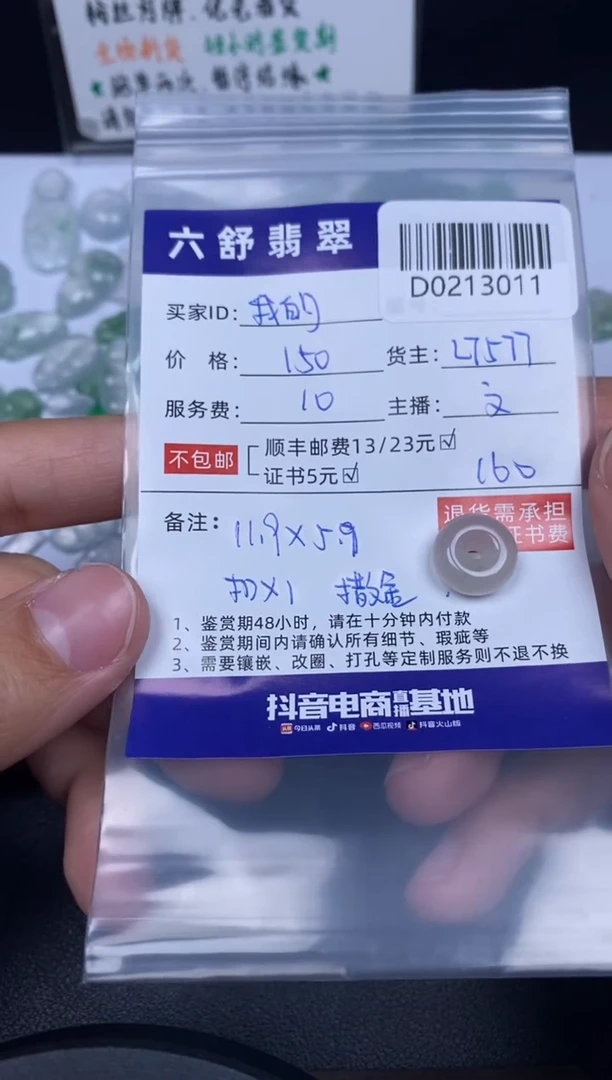 六舒翡翠
D0213011
买家ID: 我的
价 格: 150 货主: L7577
服务费: 10 主播: 文
不包邮 顺丰邮费13/23元☑
证书5元☑ 160
备注: 11.9×5.9 退货需承担
证书费
扣×1 撒金
1、鉴赏期48小时，请在十分钟内付款
2、鉴赏期间内请确认所有细节、瑕疵等
3、需要镶嵌、改圈、打孔等定制服务则不退不换
抖音电商直播基地
今日头条 抖音 西瓜视频 抖音火山版